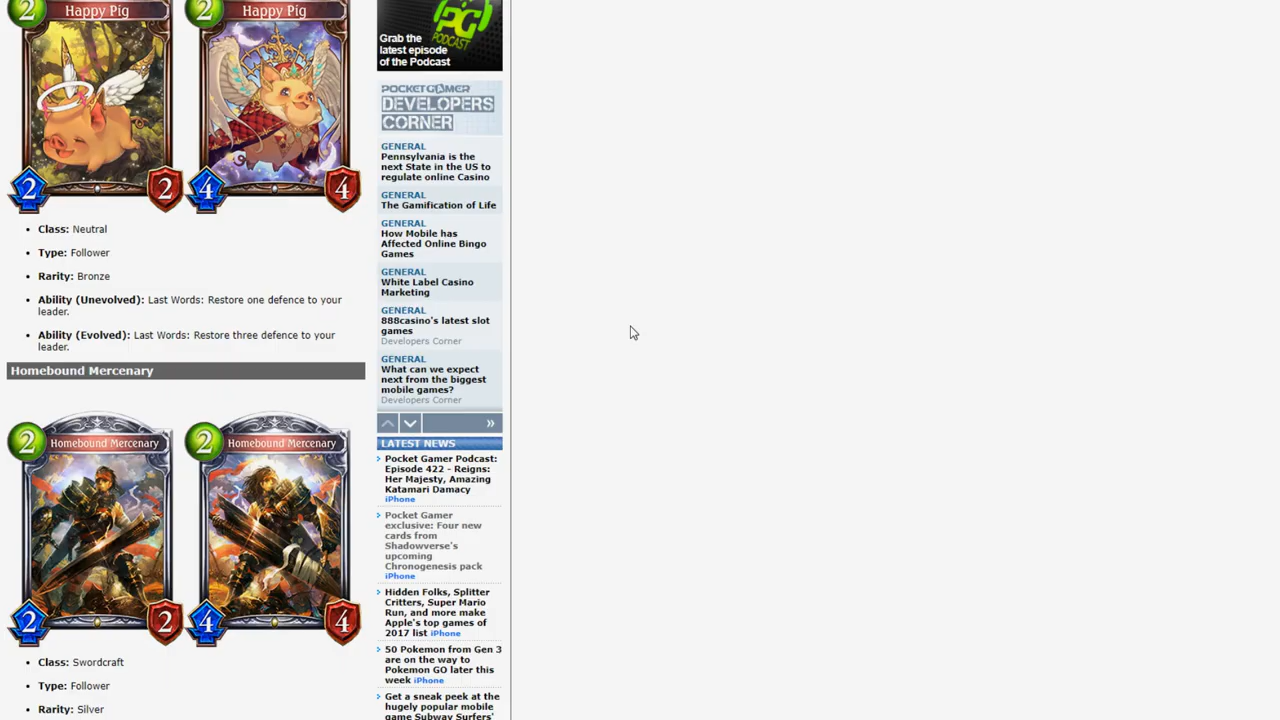 2 Happy Pig
2 Happy Pig
2 2
4 4
Class: Neutral
Type: Follower
Rarity: Bronze
Ability (Unevolved): Last Words: Restore one defence to your
leader.
Ability (Evolved): Last Words: Restore three defence to your
leader.
Homebound Mercenary
2 Homebound Mercenary
2 Homebound Mercenary
2 2
4 4
Class: Swordcraft
Type: Follower
Rarity: Silver
PG
PODCAST
Grab the
latest episode
of the Podcast
POCKETGAMER
DEVELOPERS
CORNER
GENERAL
Pennsylvania is the
next State in the US to
regulate online Casino
GENERAL
The Gamification of Life
GENERAL
How Mobile has
Affected Online Bingo
Games
GENERAL
White Label Casino
Marketing
GENERAL
888casino's latest slot
games
Developers Corner
GENERAL
What can we expect
next from the biggest
mobile games?
Developers Corner
»
LATEST NEWS
Pocket Gamer Podcast:
Episode 422 - Reigns:
Her Majesty, Amazing
Katamari Damacy
iPhone
Pocket Gamer
exclusive: Four new
cards from
Shadowverse's
upcoming
Chronogenesis pack
iPhone
Hidden Folks, Splitter
Critters, Super Mario
Run, and more make
Apple's top games of
2017 list iPhone
50 Pokemon from Gen 3
are on the way to
Pokemon GO later this
week iPhone
Get a sneak peek at the
hugely popular mobile
game Subway Surfers'